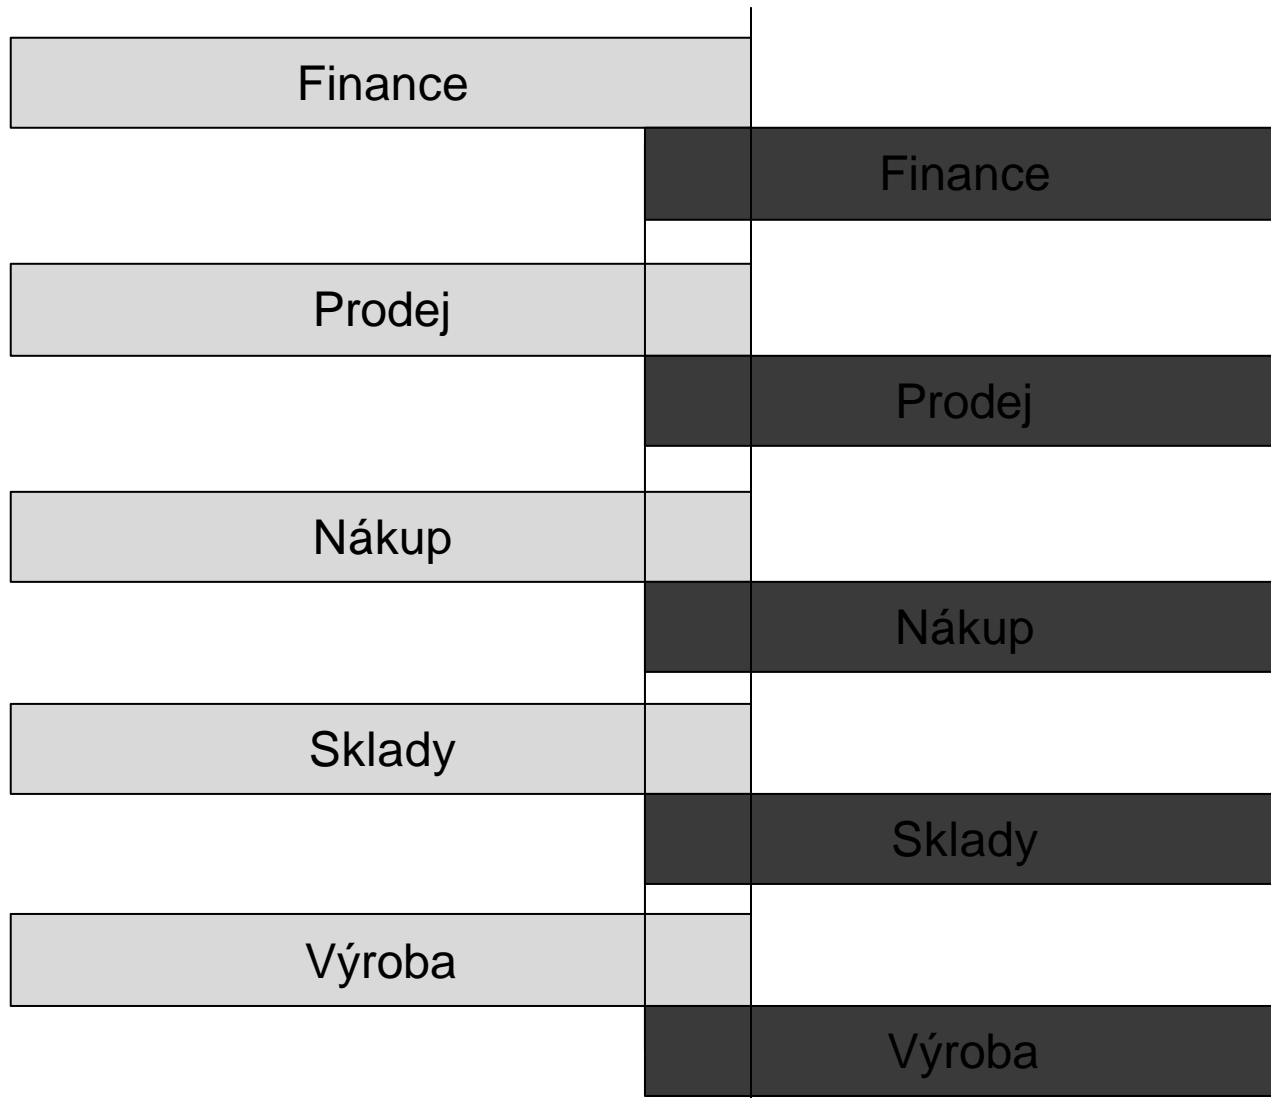 Finance
Finance
Prodej
Prodej
Nákup
Nákup
Sklady
Sklady
Výroba
Výroba